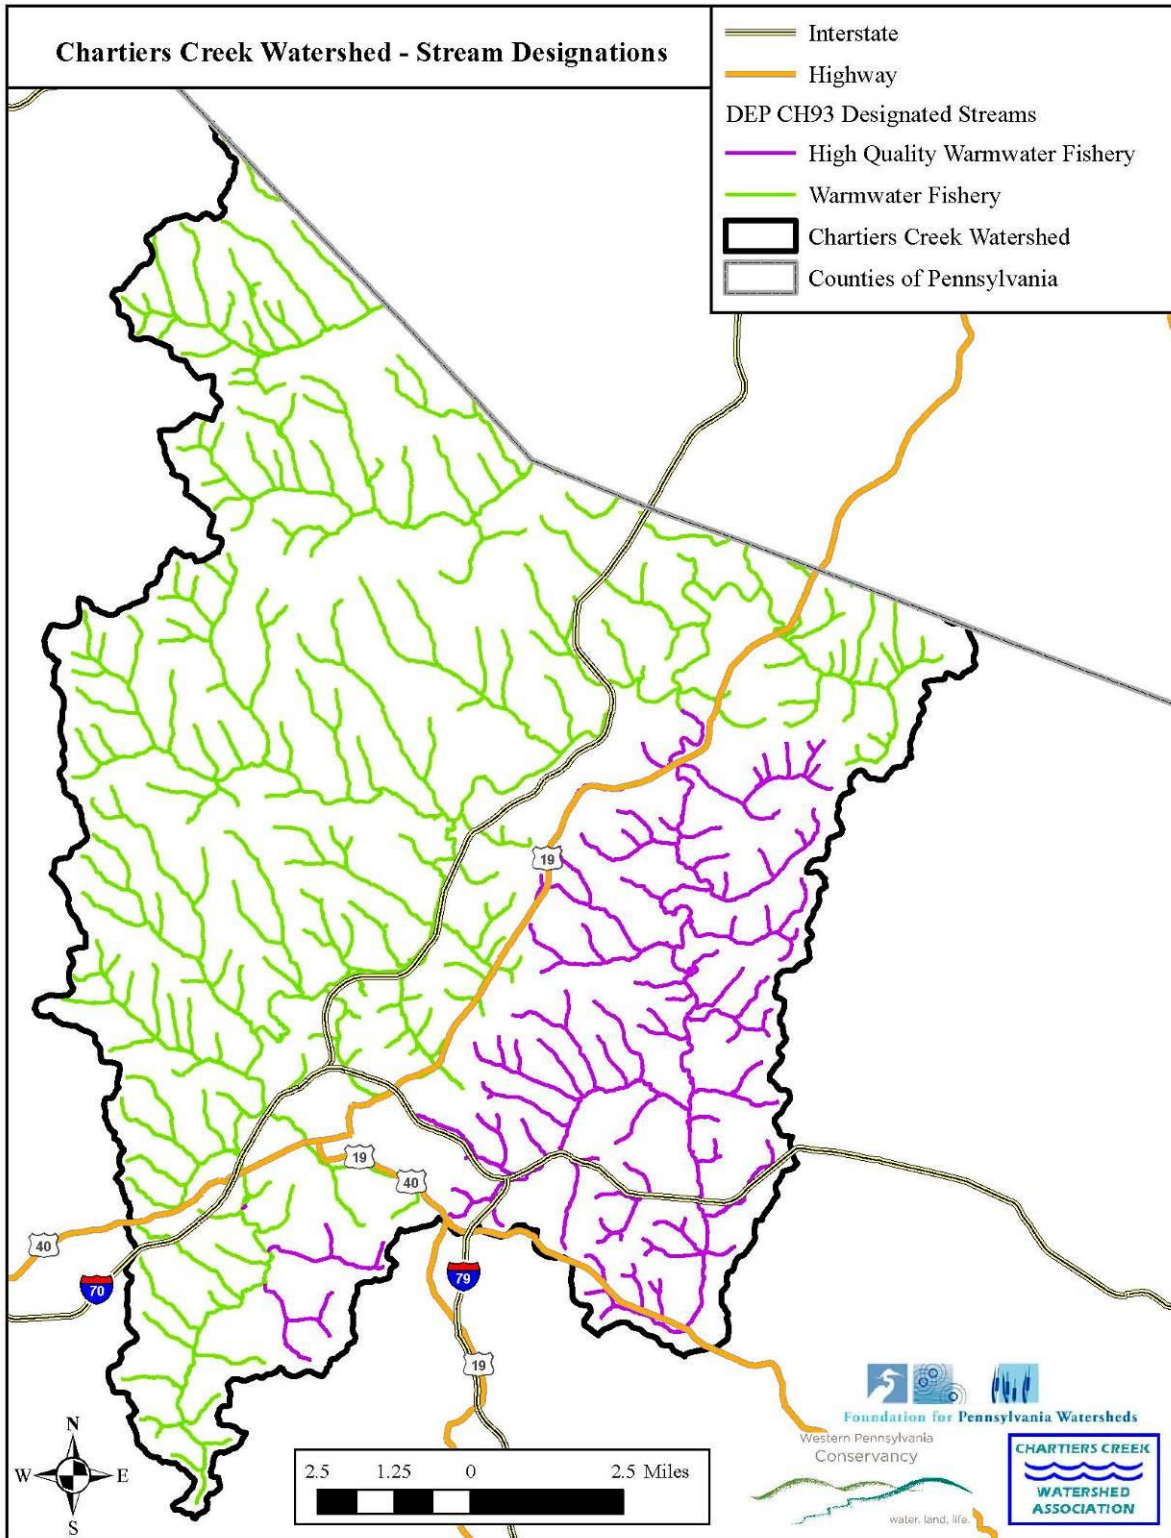 Chartiers Creek Watershed - Stream Designations
Interstate
Highway
DEP CH93 Designated Streams
High Quality Warmwater Fishery
Warmwater Fishery
Chartiers Creek Watershed
Counties of Pennsylvania
19
19
40
40
70
79
19
N
W E
S
2.5 1.25 0 2.5 Miles
Foundation for Pennsylvania Watersheds
Western Pennsylvania
Conservancy
water, land, life.
CHARTIERS CREEK
WATERSHED
ASSOCIATION